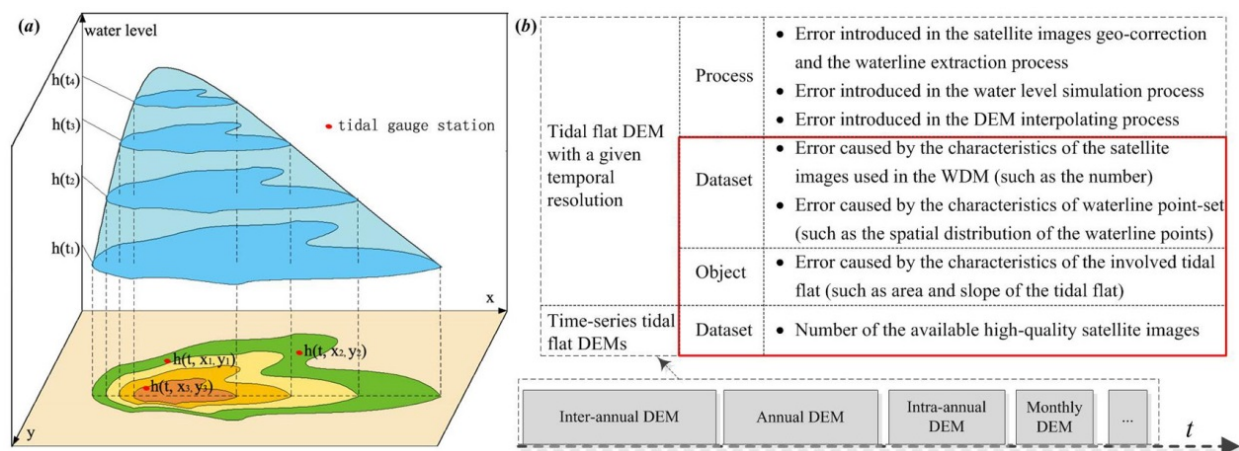 (a)
water level
h(t4)
h(t3)
tidal gauge station
h(t2)
h(t1)
x
h(t, x1, y1)
h(t, x2, y2)
h(t, x3, y3)
y
(b)
Tidal flat DEM
with a given
temporal
resolution
Process
• Error introduced in the satellite images geo-correction
and the waterline extraction process
• Error introduced in the water level simulation process
• Error introduced in the DEM interpolating process
Dataset
• Error caused by the characteristics of the satellite
images used in the WDM (such as the number)
• Error caused by the characteristics of waterline point-set
(such as the spatial distribution of the waterline points)
Object
• Error caused by the characteristics of the involved tidal
flat (such as area and slope of the tidal flat)
Time-series tidal
flat DEMs
Dataset
• Number of the available high-quality satellite images
Inter-annual DEM
Annual DEM
Intra-annual
DEM
Monthly
DEM
...
t